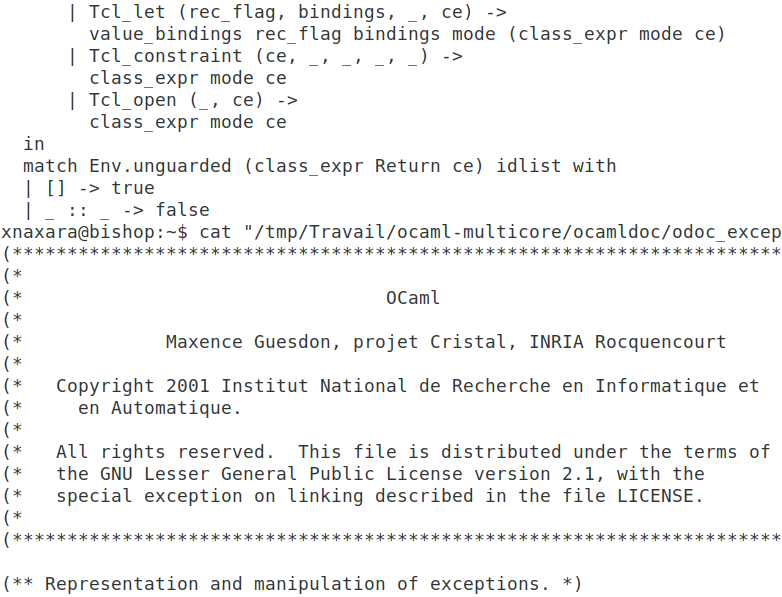 | Tcl_let (rec_flag, bindings, _, ce) ->
        value_bindings rec_flag bindings mode (class_expr mode ce)
      | Tcl_constraint (ce, _, _, _, _) ->
        class_expr mode ce
      | Tcl_open (_, ce) ->
        class_expr mode ce
  in
  match Env.unguarded (class_expr Return ce) idlist with
  | [] -> true
  | _ :: _ -> false
xnaxara@bishop:~$ cat "/tmp/Travail/ocaml-multicore/ocamldoc/odoc_excep
(**********************************************************************
(*
(*                                 OCaml
(*
(*             Maxence Guesdon, projet Cristal, INRIA Rocquencourt
(*
(*   Copyright 2001 Institut National de Recherche en Informatique et
(*     en Automatique.
(*
(*   All rights reserved.  This file is distributed under the terms of
(*   the GNU Lesser General Public License version 2.1, with the
(*   special exception on linking described in the file LICENSE.
(*
(**********************************************************************

(** Representation and manipulation of exceptions. *)